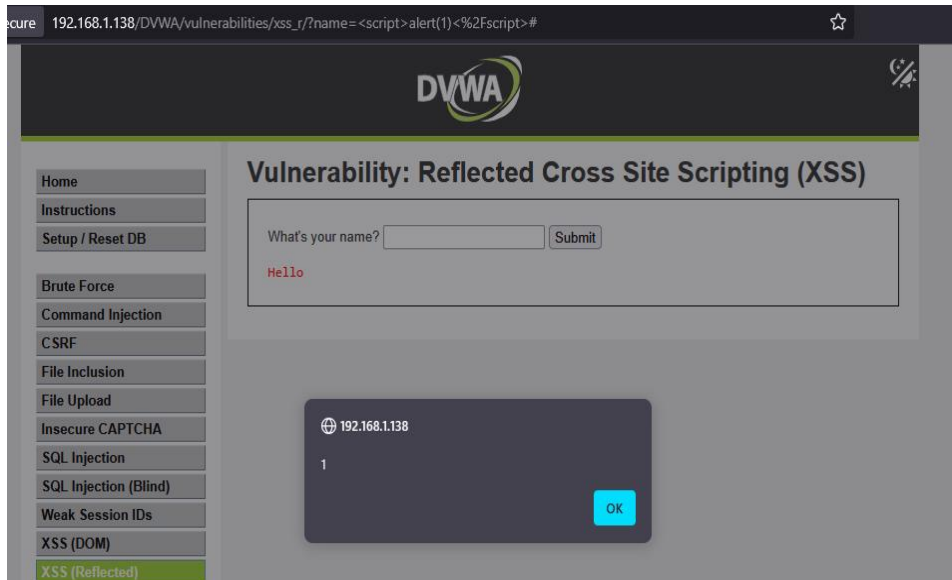 ecure 192.168.1.138/DVWA/vulnerabilities/xss_r/?name=<script>alert(1)<%2Fscript>#
DVWA
Vulnerability: Reflected Cross Site Scripting (XSS)
Home
Instructions
Setup / Reset DB
What's your name? Submit
Hello
Brute Force
Command Injection
CSRF
File Inclusion
File Upload
Insecure CAPTCHA
SQL Injection
SQL Injection (Blind)
Weak Session IDs
XSS (DOM)
XSS (Reflected)
192.168.1.138
1
OK